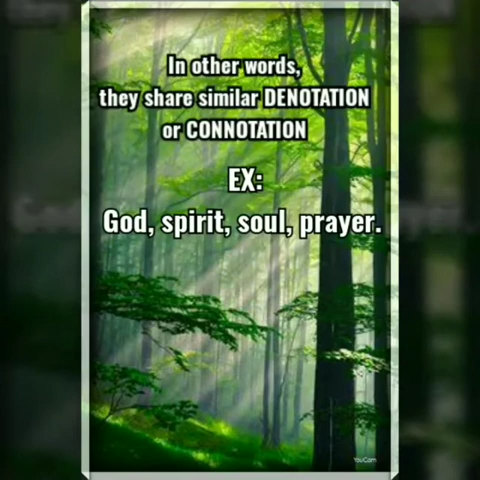 In other words,
they share similar DENOTATION
or CONNOTATION
EX:
God, spirit, soul, prayer.
YouCam